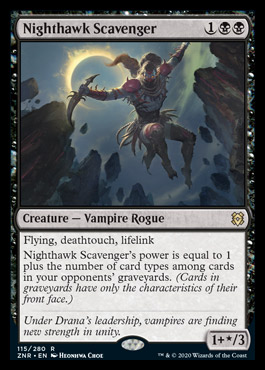 Nighthawk Scavenger 1
Creature — Vampire Rogue
Flying, deathtouch, lifelink
Nighthawk Scavenger's power is equal to 1
plus the number of card types among cards
in your opponents' graveyards. (Cards in
graveyards have only the characteristics of
their front face.)
Under Drana's leadership, vampires are finding
new strength in unity.
1+*/3
115/280 R
ZNR • EN Heonhwa Choe
™ & © 2020 Wizards of the Coast